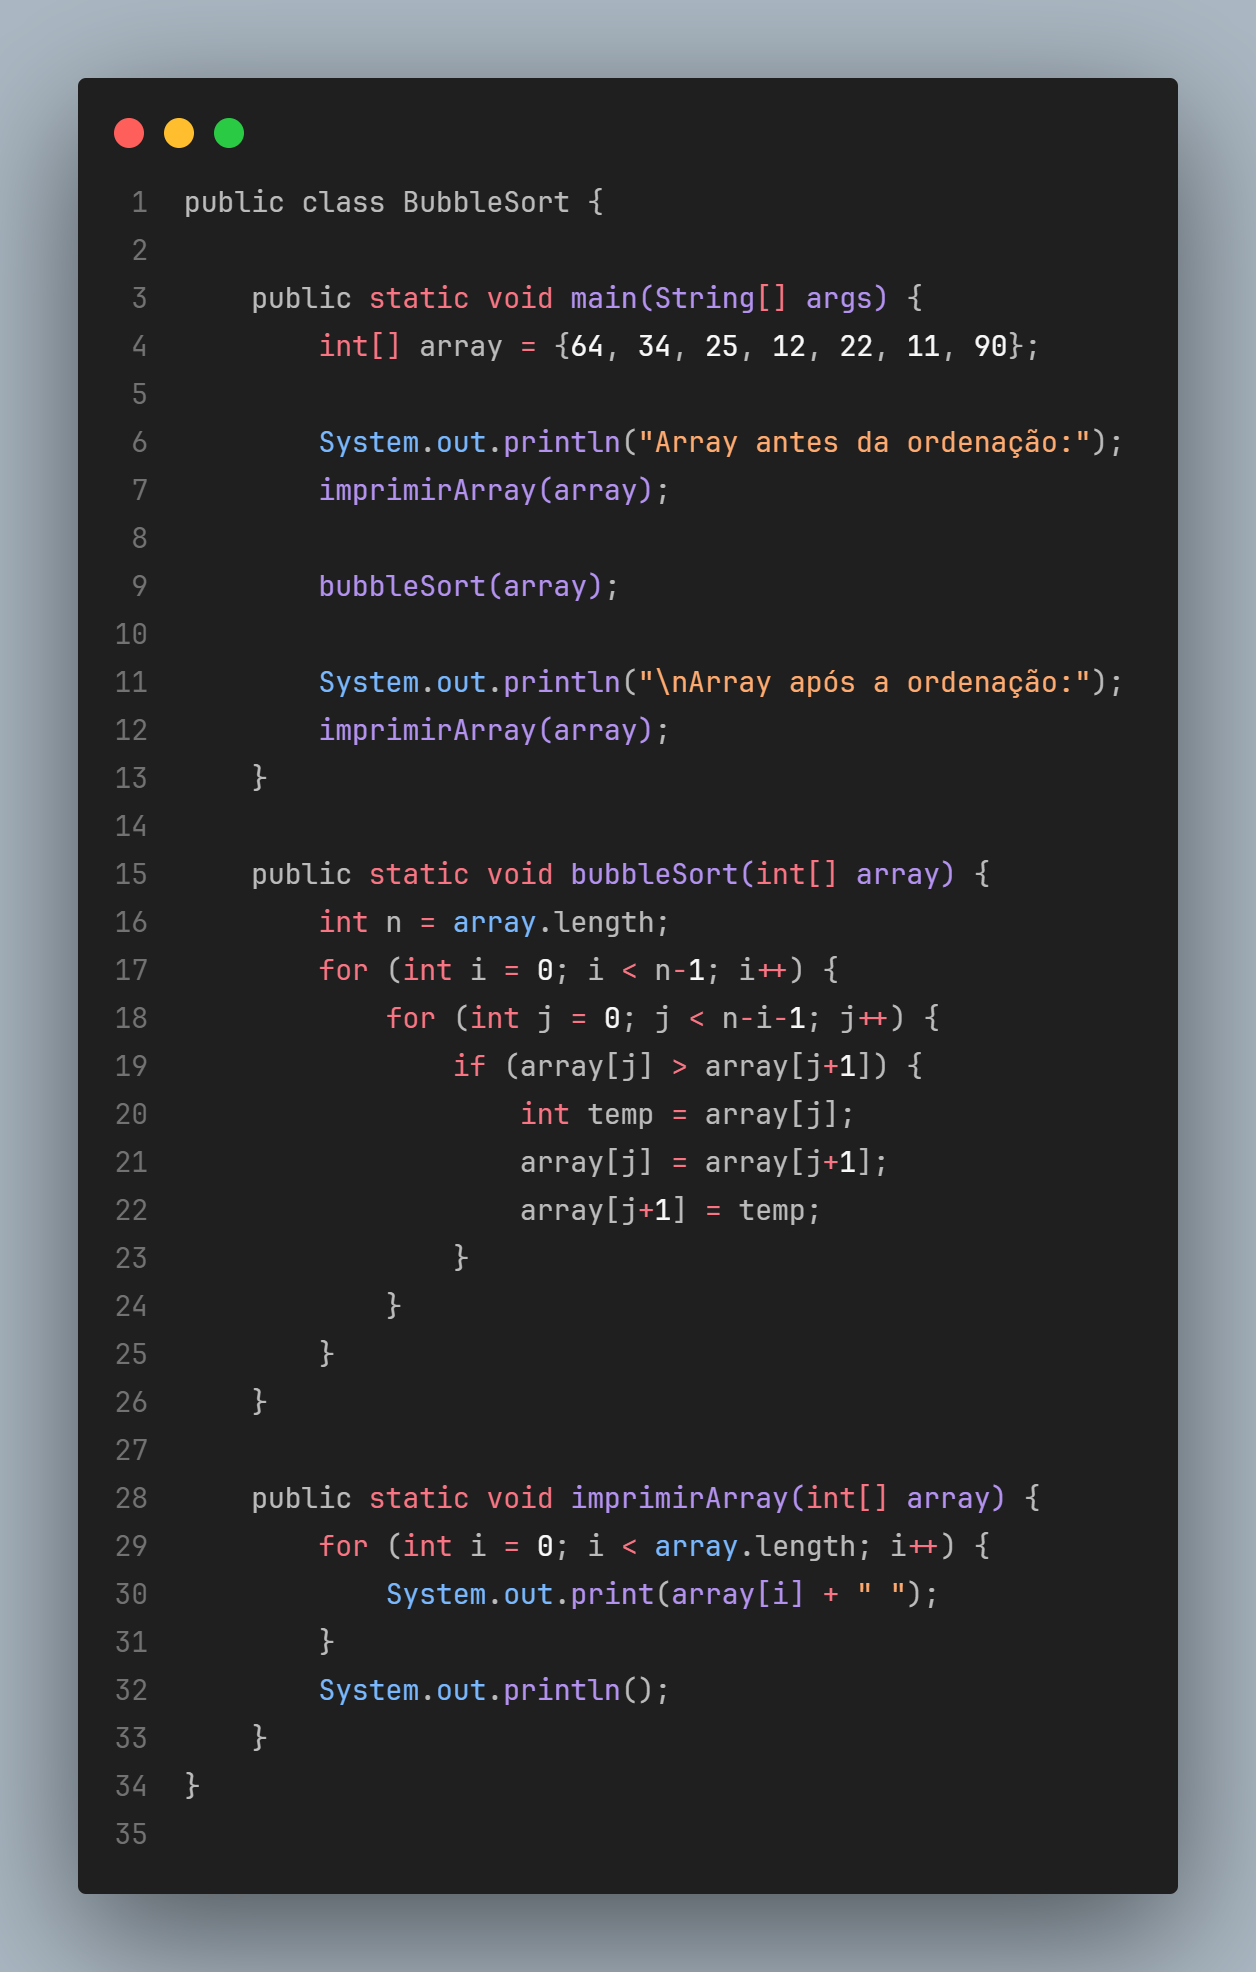 1 public class BubbleSort {
2
3     public static void main(String[] args) {
4         int[] array = {64, 34, 25, 12, 22, 11, 90};
5
6         System.out.println("Array antes da ordenação:");
7         imprimirArray(array);
8
9         bubbleSort(array);
10
11         System.out.println("\nArray após a ordenação:");
12         imprimirArray(array);
13     }
14
15     public static void bubbleSort(int[] array) {
16         int n = array.length;
17         for (int i = 0; i < n-1; i++) {
18             for (int j = 0; j < n-i-1; j++) {
19                 if (array[j] > array[j+1]) {
20                     int temp = array[j];
21                     array[j] = array[j+1];
22                     array[j+1] = temp;
23                 }
24             }
25         }
26     }
27
28     public static void imprimirArray(int[] array) {
29         for (int i = 0; i < array.length; i++) {
30             System.out.print(array[i] + " ");
31         }
32         System.out.println();
33     }
34 }
35